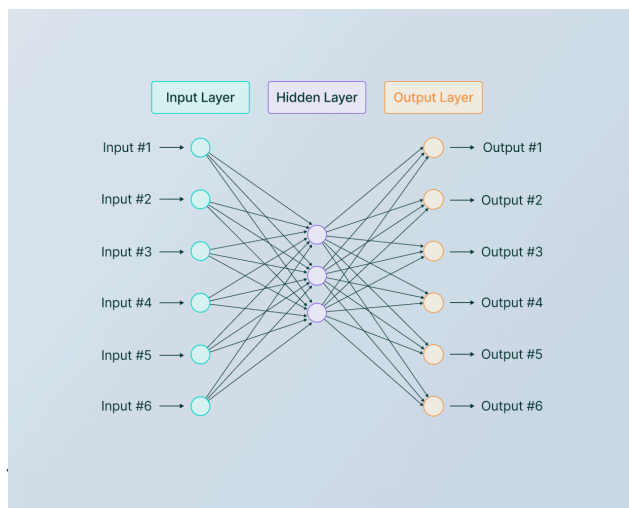 Input Layer
Hidden Layer
Output Layer
Input #1
Output #1
Input #2
Output #2
Input #3
Output #3
Input #4
Output #4
Input #5
Output #5
Input #6
Output #6